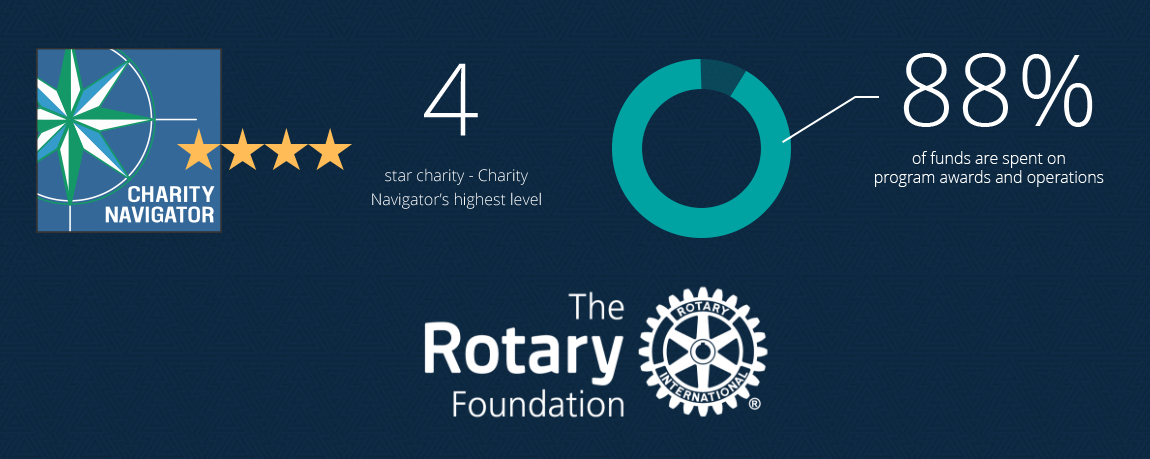 CHARITY
NAVIGATOR
4
star charity - Charity
Navigator's highest level
88%
of funds are spent on
program awards and operations
The
Rotary
Foundation
ROTARY
INTERNATIONAL
®